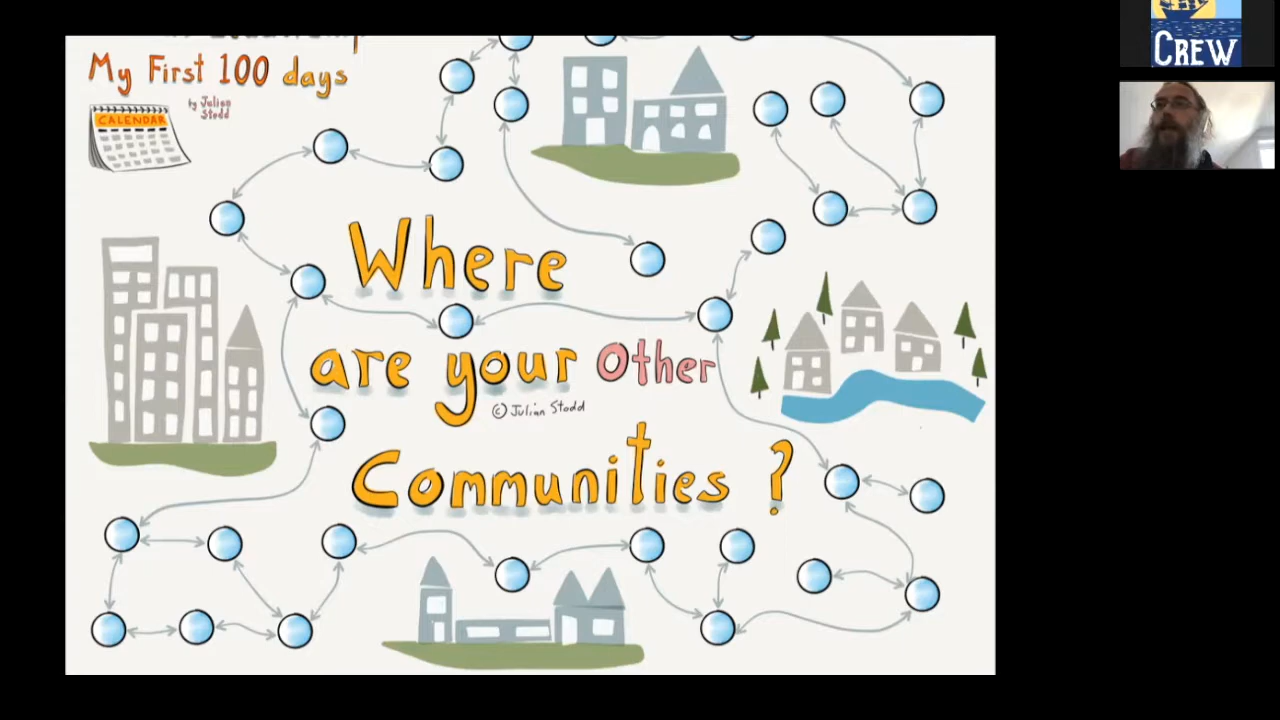 My First 100 days
by Julian
Stodd
CALENDAR
Where
are your Other
© Julian Stodd
Communities ?
CREW